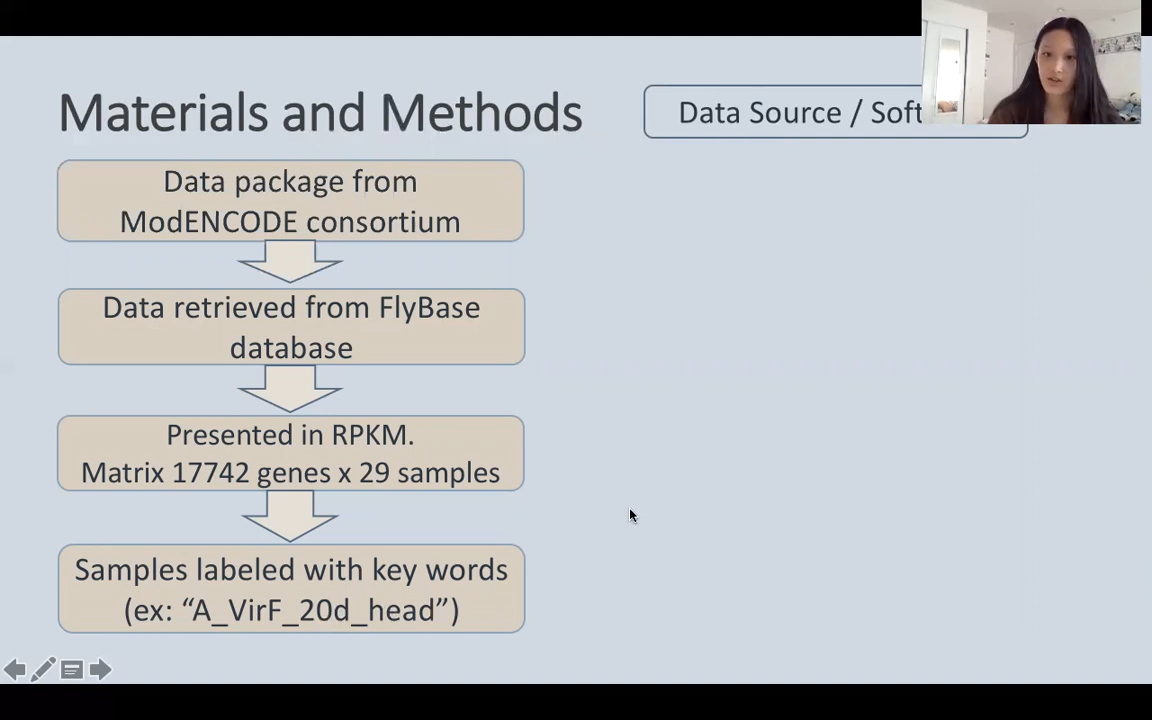 Materials and Methods
Data Source / Soft
Data package from
ModENCODE consortium
Data retrieved from FlyBase
database
Presented in RPKM.
Matrix 17742 genes x 29 samples
Samples labeled with key words
(ex: “A_VirF_20d_head”)